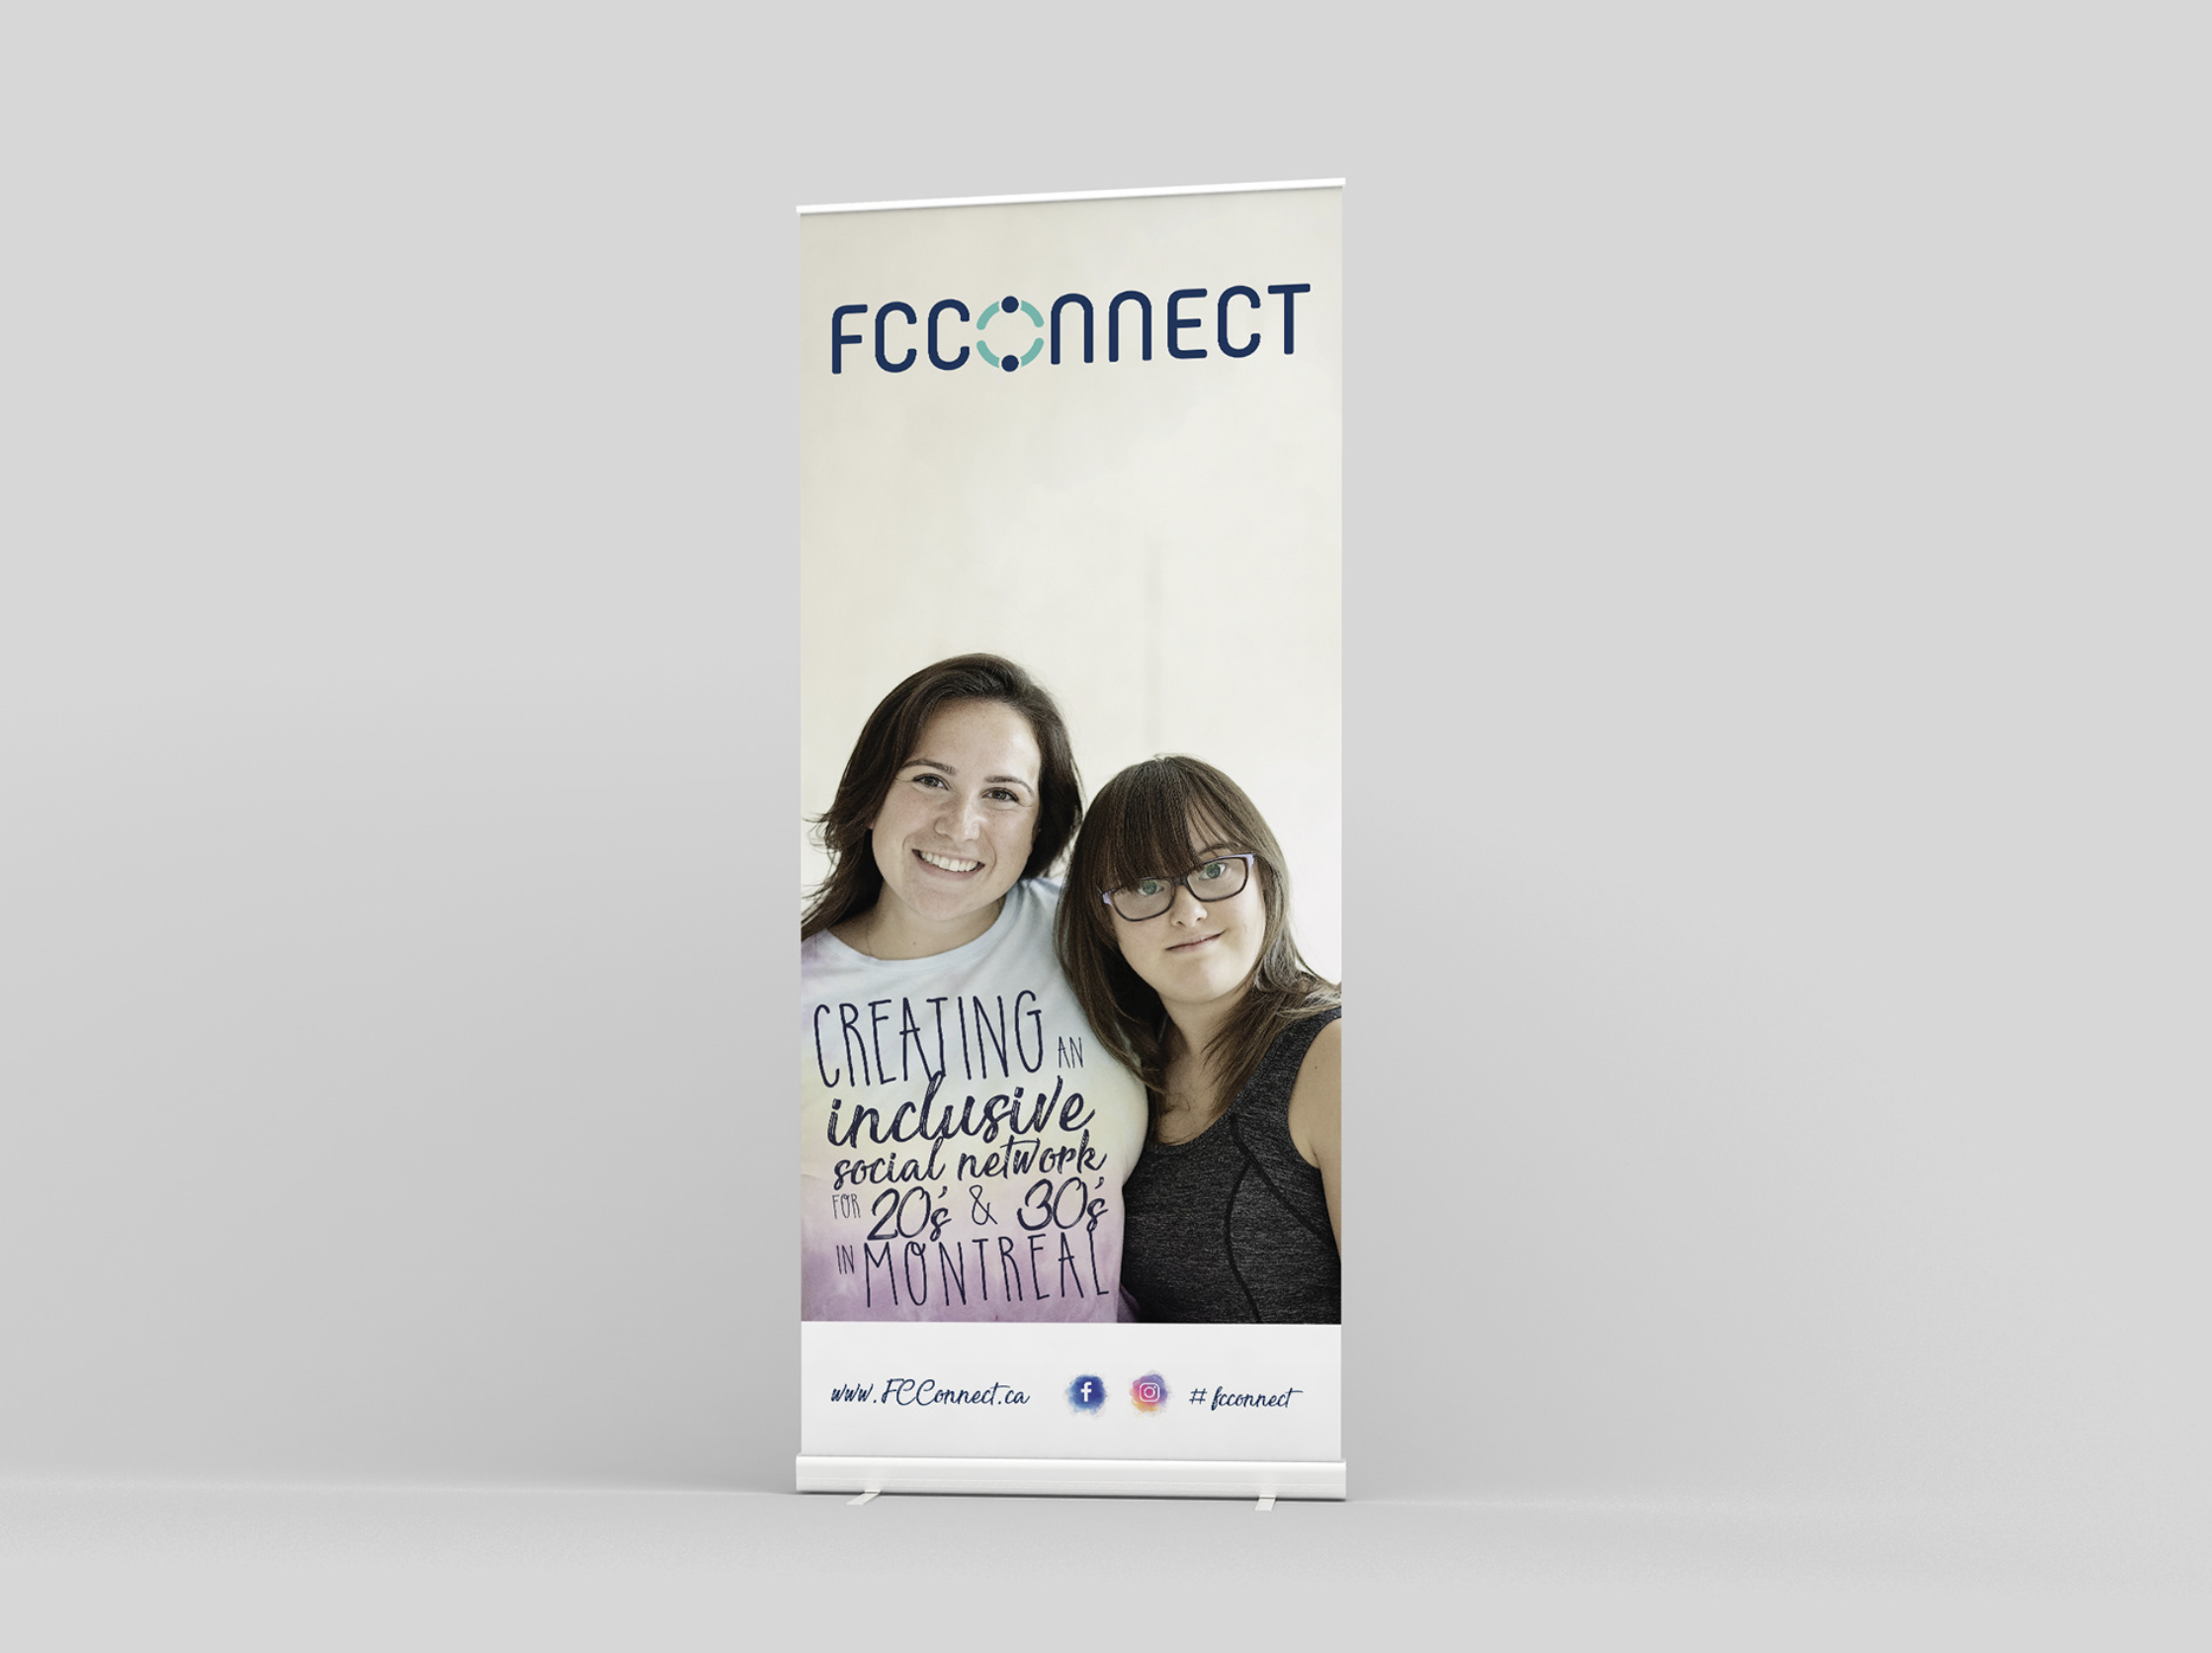 FCCONNECT
CREATING AN
inclusive
social network
FOR 20's & 30's
IN MONTREAL
www.FCConnect.ca # fcconnect